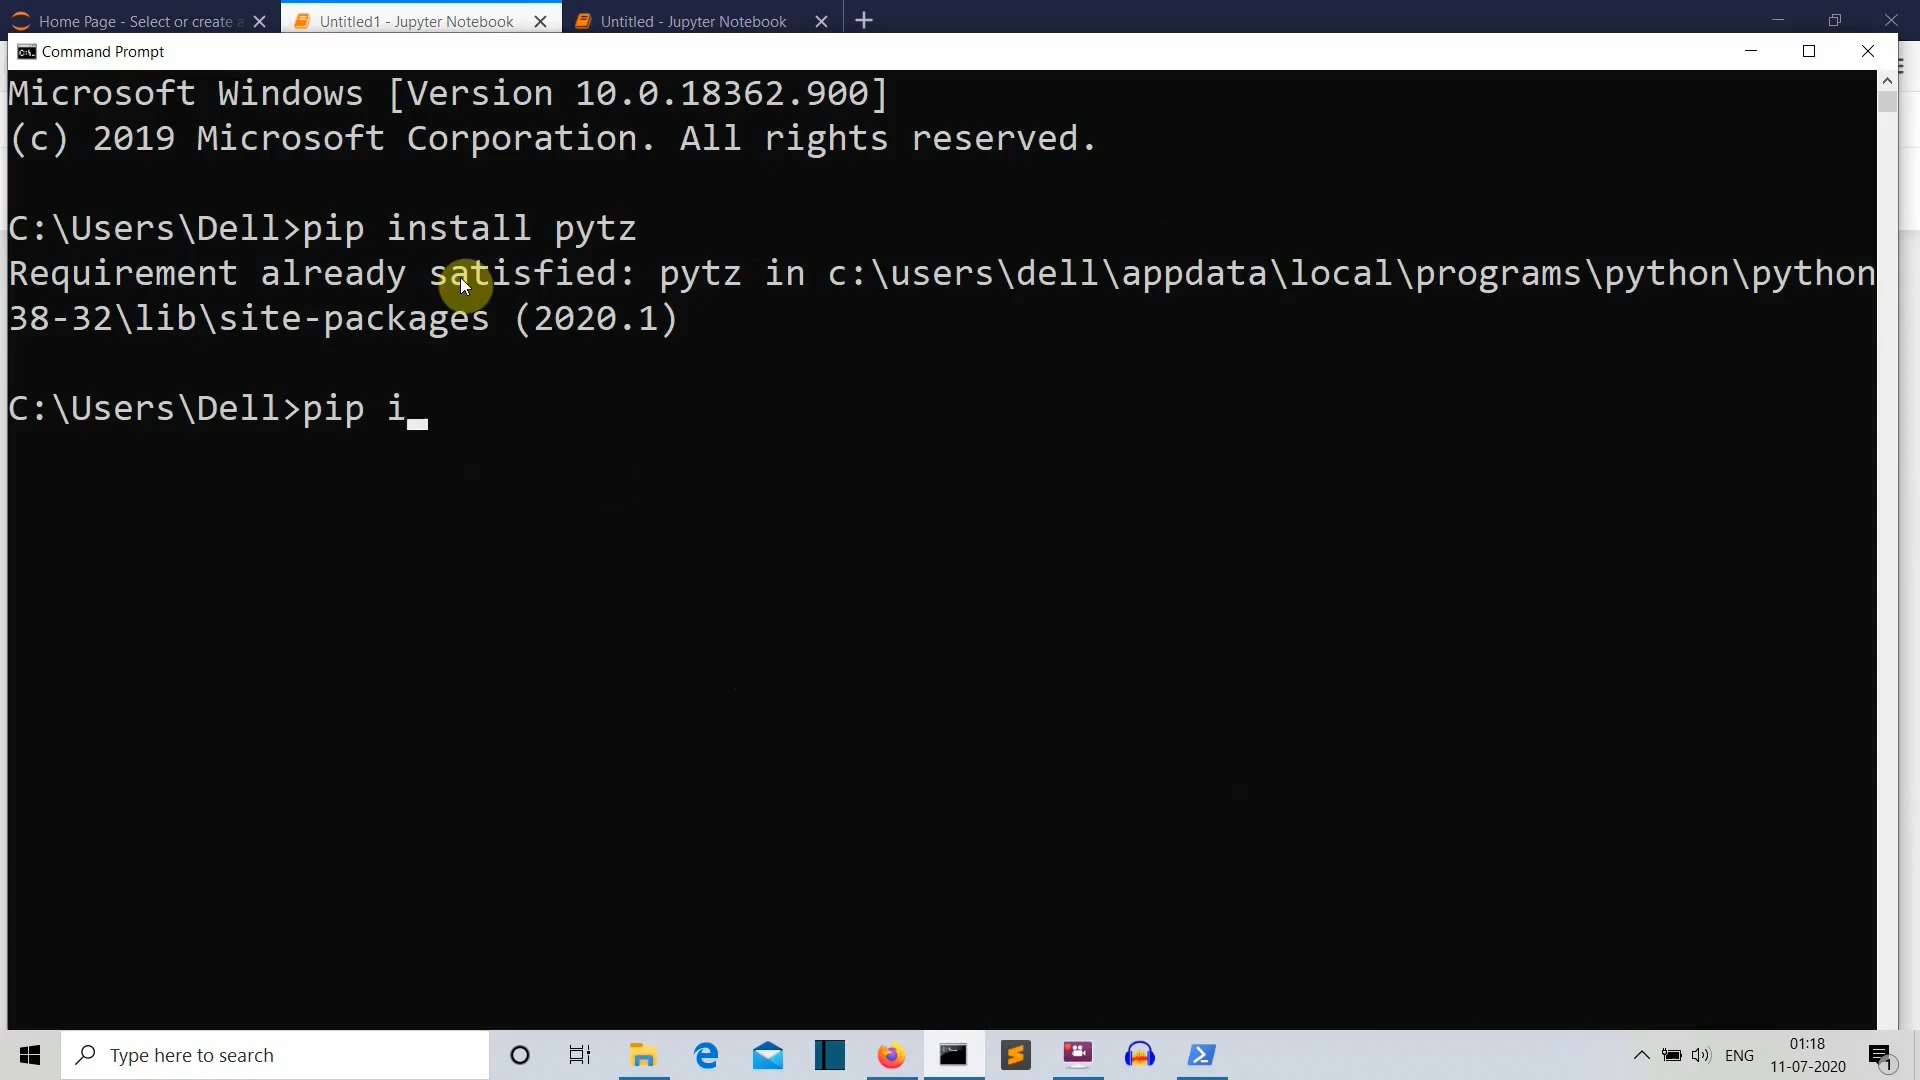 Home Page - Select or create a
Untitled1 - Jupyter Notebook
Untitled - Jupyter Notebook
Command Prompt
Microsoft Windows [Version 10.0.18362.900]
(c) 2019 Microsoft Corporation. All rights reserved.
C:\Users\Dell>pip install pytz
Requirement already satisfied: pytz in c:\users\dell\appdata\local\programs\python\python
38-32\lib\site-packages (2020.1)
C:\Users\Dell>pip i_
Type here to search
ENG
01:18
11-07-2020
1